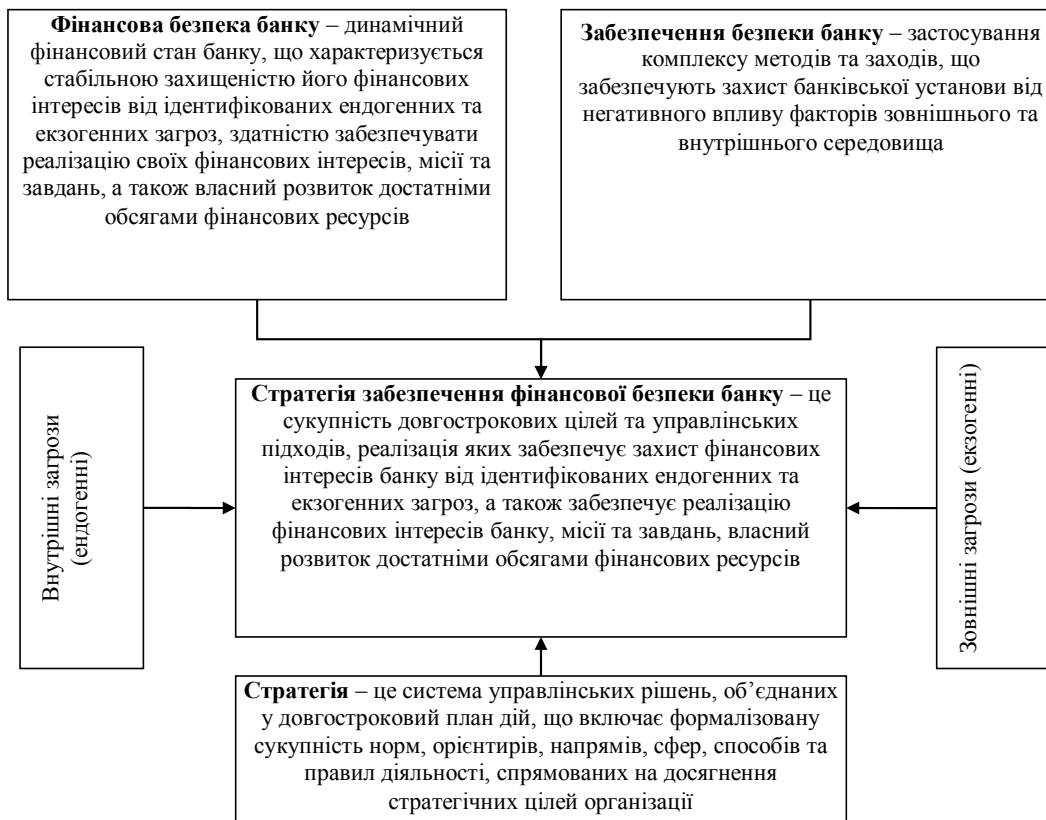 Фінансова безпека банку – динамічний
фінансовий стан банку, що характеризується
стабільною захищеністю його фінансових
інтересів від ідентифікованих ендогенних та
екзогенних загроз, здатністю забезпечувати
реалізацію своїх фінансових інтересів, місії та
завдань, а також власний розвиток достатніми
обсягами фінансових ресурсів
Забезпечення безпеки банку – застосування
комплексу методів та заходів, що
забезпечують захист банківської установи від
негативного впливу факторів зовнішнього та
внутрішнього середовища
Внутрішні загрози
(ендогенні)
Стратегія забезпечення фінансової безпеки банку – це
сукупність довгострокових цілей та управлінських
підходів, реалізація яких забезпечує захист фінансових
інтересів банку від ідентифікованих ендогенних та
екзогенних загроз, а також забезпечує реалізацію
фінансових інтересів банку, місії та завдань, власний
розвиток достатніми обсягами фінансових ресурсів
Зовнішні загрози (екзогенні)
Стратегія – це система управлінських рішень, об’єднаних
у довгостроковий план дій, що включає формалізовану
сукупність норм, орієнтирів, напрямів, сфер, способів та
правил діяльності, спрямованих на досягнення
стратегічних цілей організації